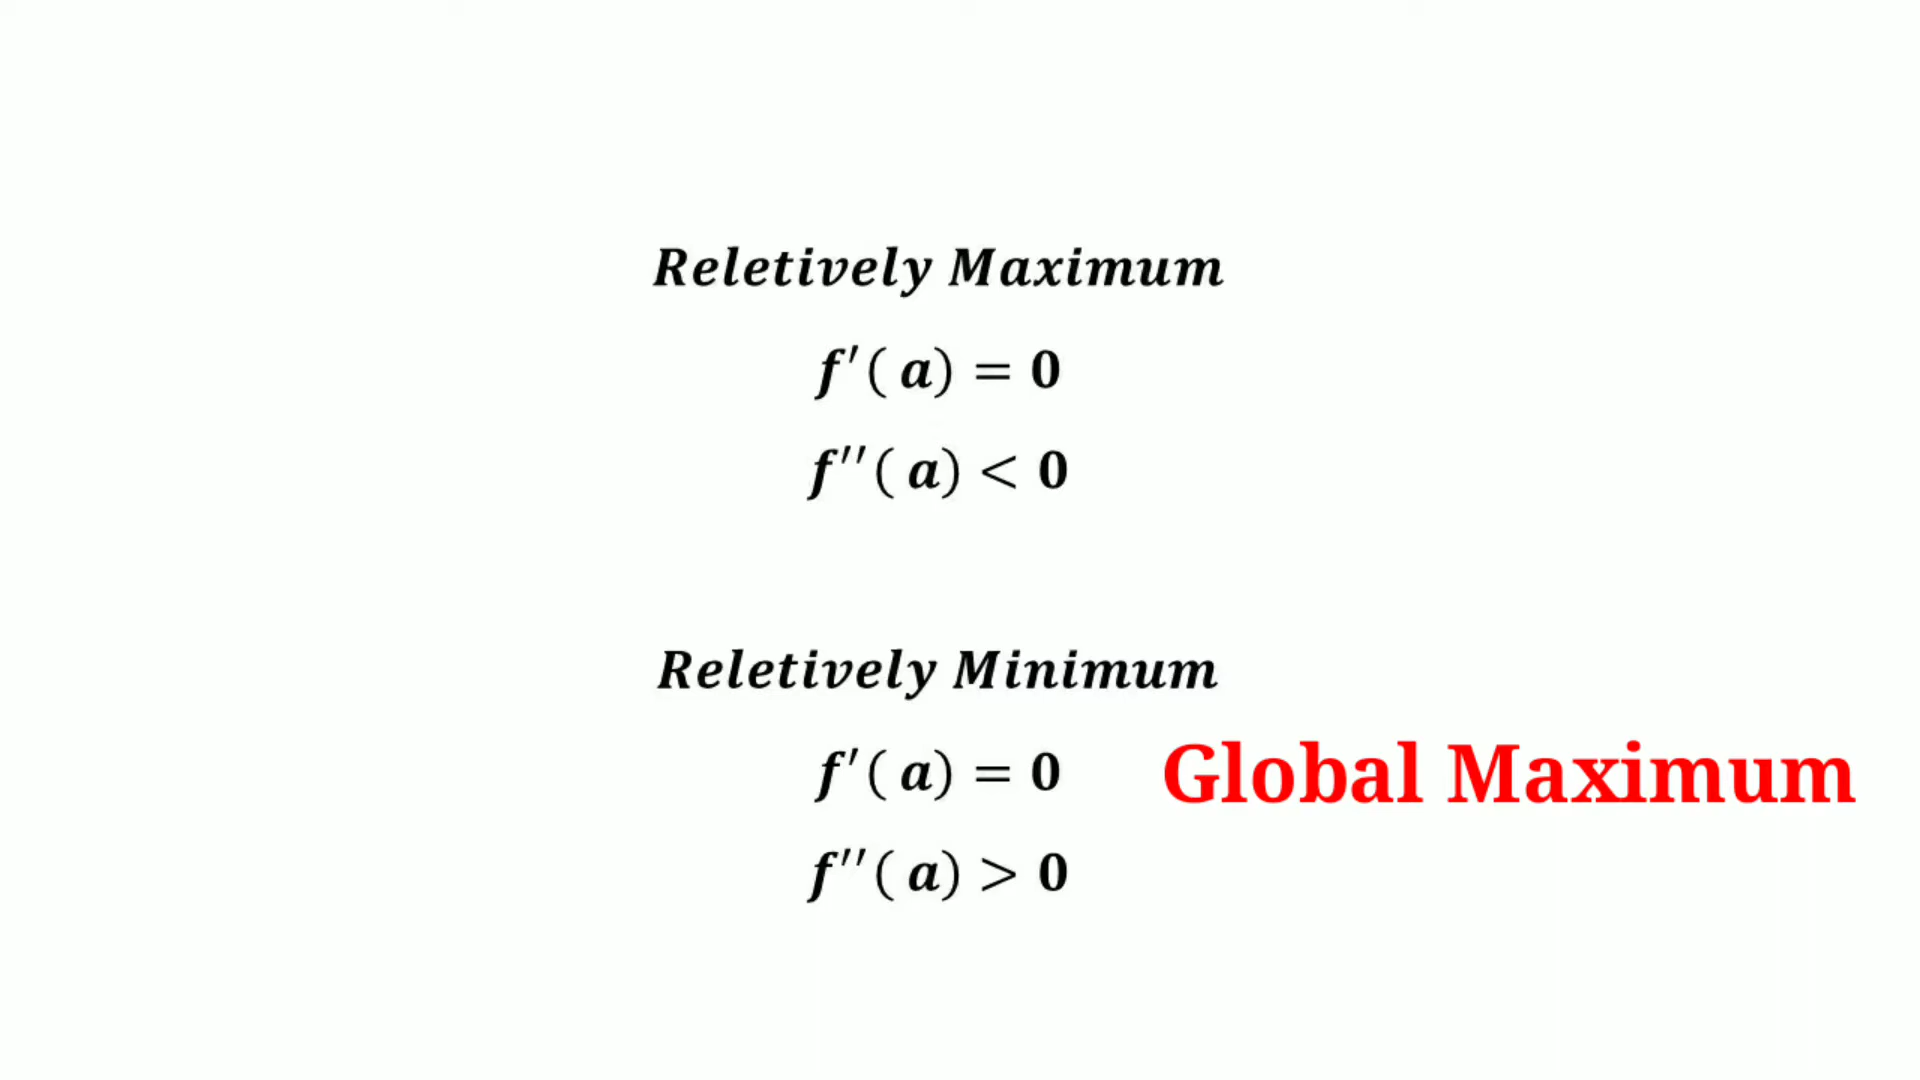 Reletively Maximum
f′( a) = 0
f′′( a) < 0
Reletively Minimum
f′( a) = 0
Global Maximum
f′′( a) > 0